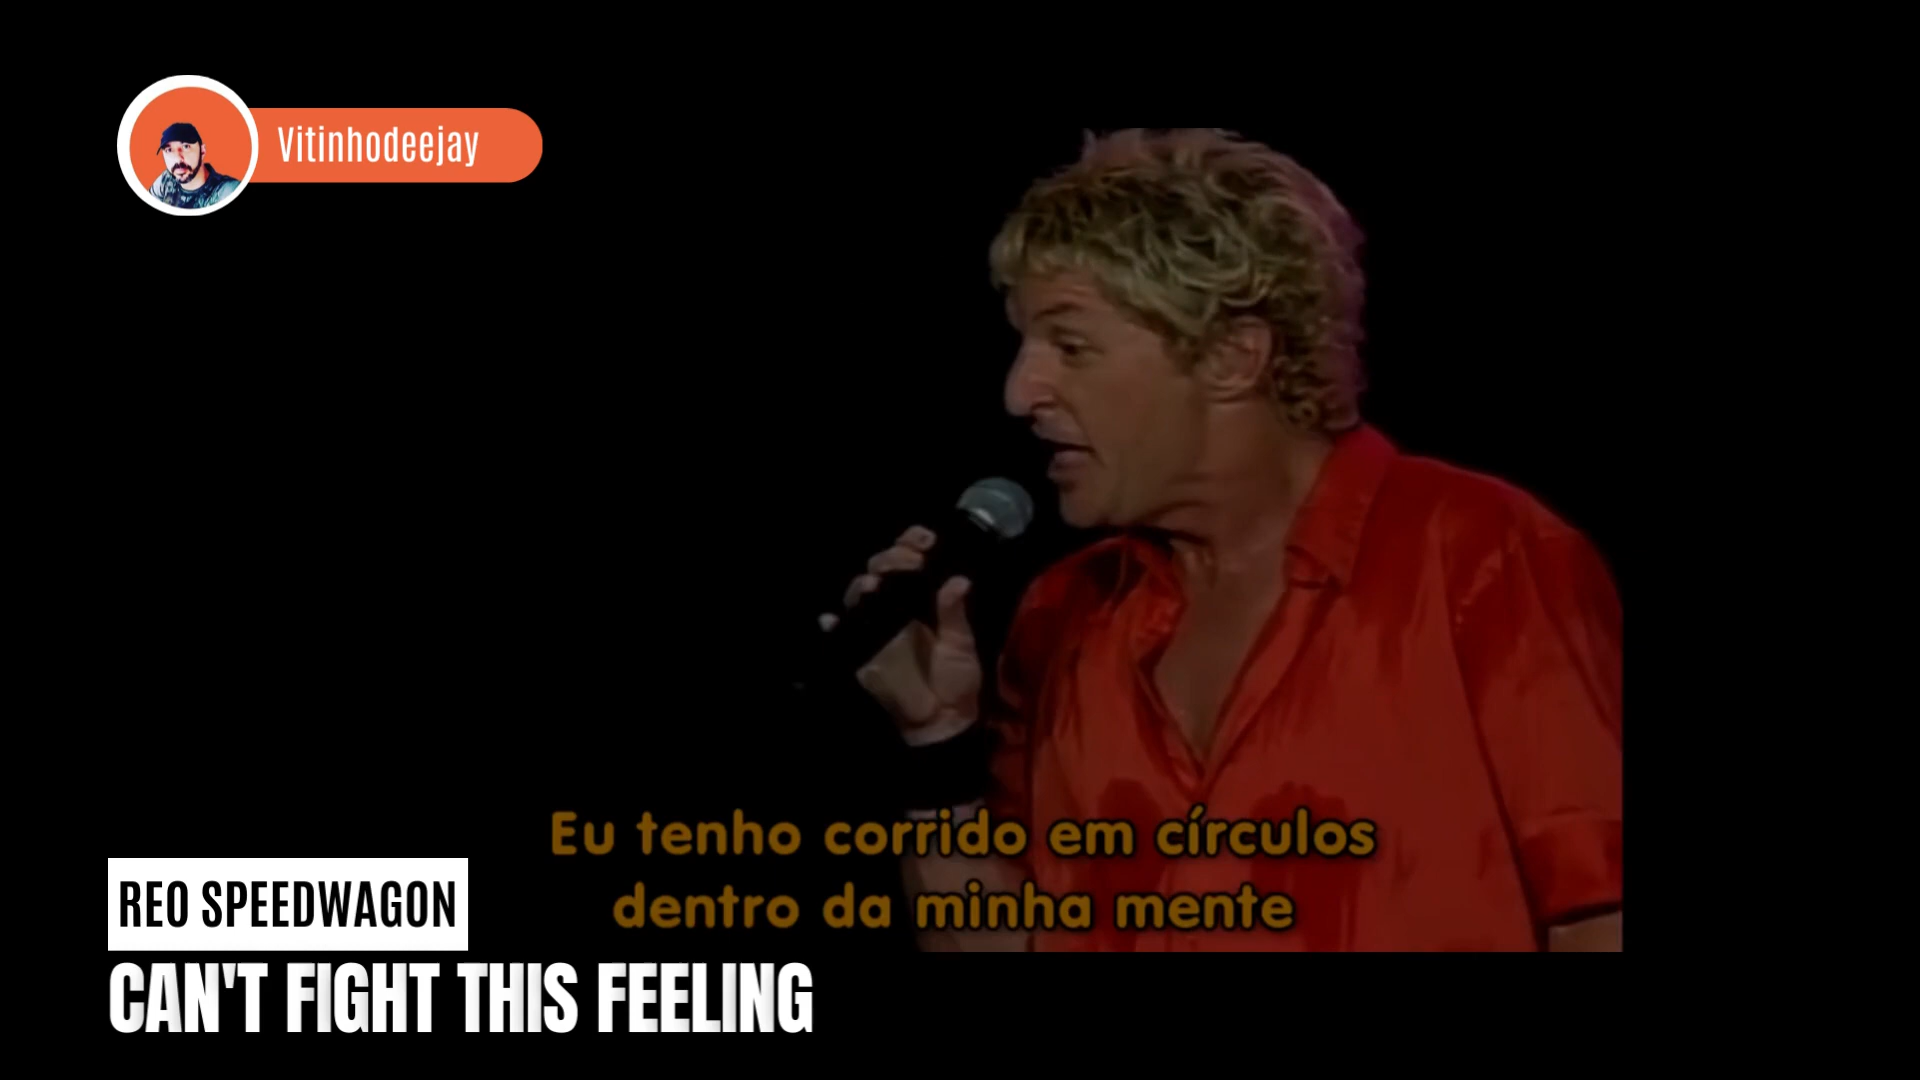 Vitinhodeejay
Eu tenho corrido em círculos
dentro da minha mente
REO SPEEDWAGON
CAN'T FIGHT THIS FEELING